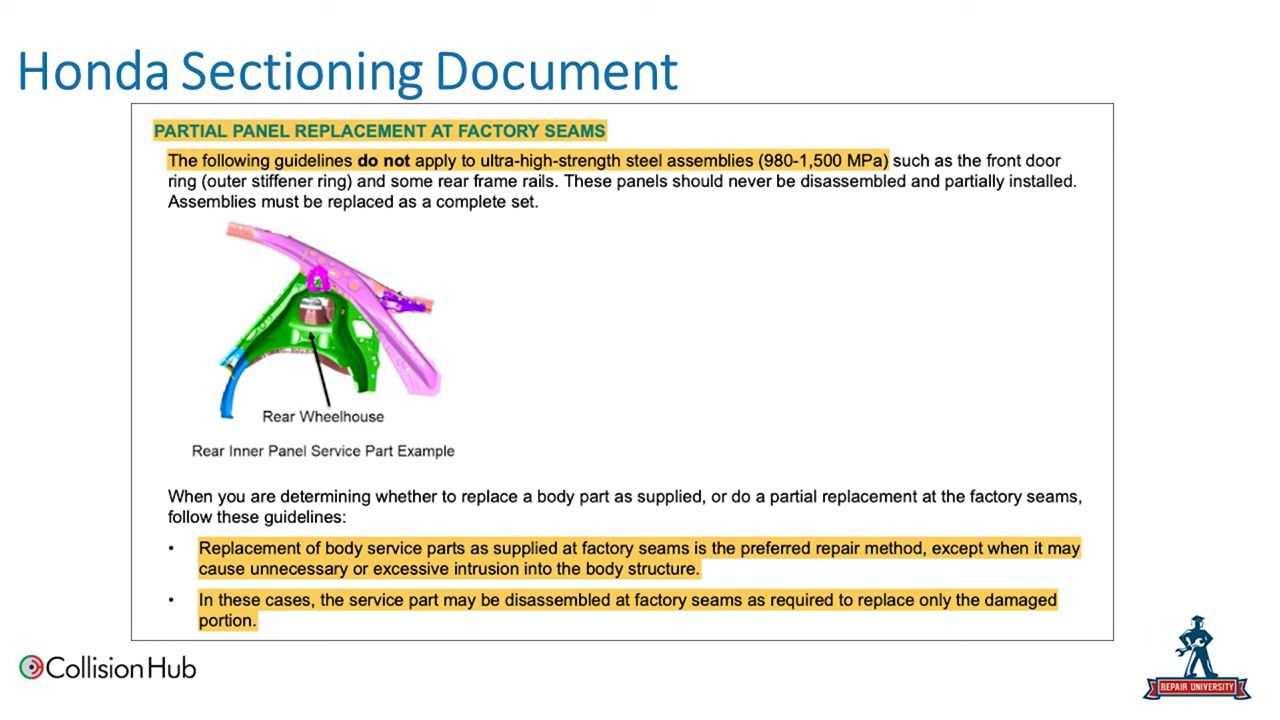 Honda Sectioning Document
PARTIAL PANEL REPLACEMENT AT FACTORY SEAMS
The following guidelines do not apply to ultra-high-strength steel assemblies (980-1,500 MPa) such as the front door
ring (outer stiffener ring) and some rear frame rails. These panels should never be disassembled and partially installed.
Assemblies must be replaced as a complete set.
Rear Wheelhouse
Rear Inner Panel Service Part Example
When you are determining whether to replace a body part as supplied, or do a partial replacement at the factory seams,
follow these guidelines:
• Replacement of body service parts as supplied at factory seams is the preferred repair method, except when it may
cause unnecessary or excessive intrusion into the body structure.
• In these cases, the service part may be disassembled at factory seams as required to replace only the damaged
portion.
Collision Hub
REPAIR UNIVERSITY